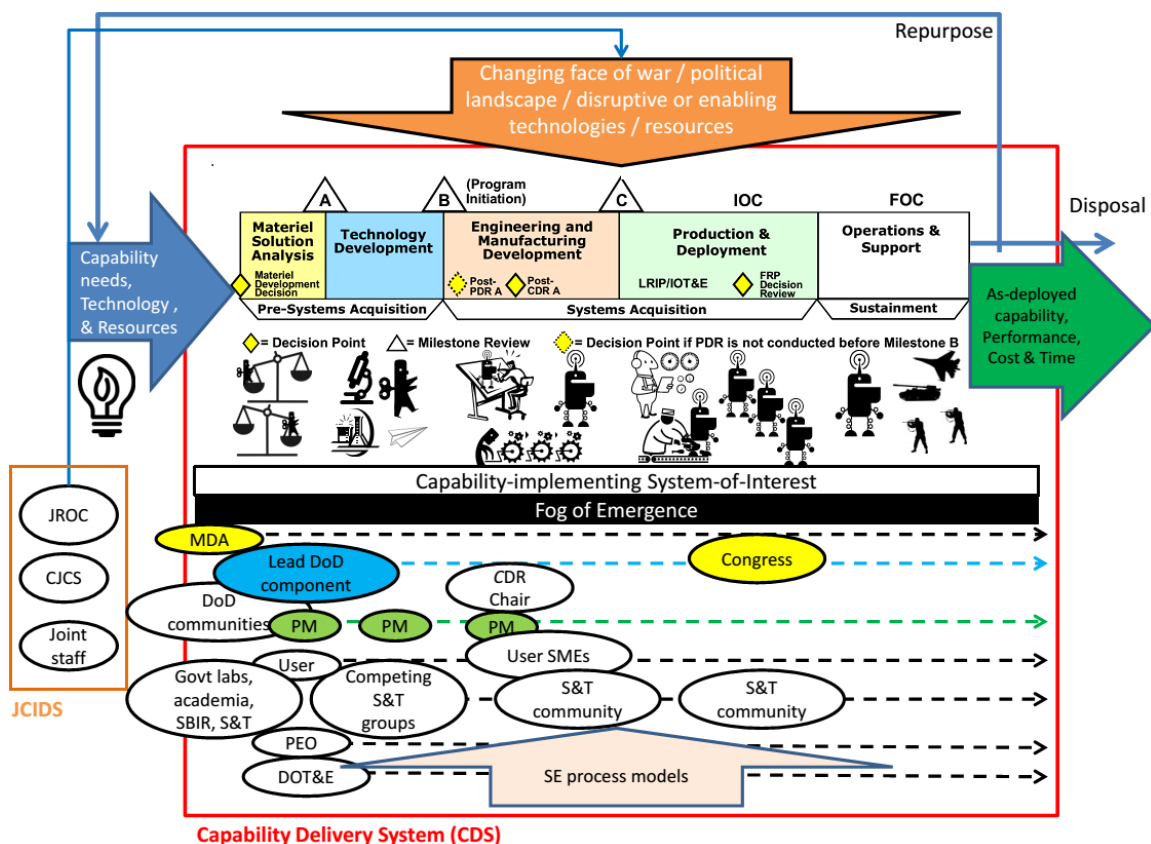 Repurpose
Changing face of war / political
landscape / disruptive or enabling
technologies / resources
A
B
(Program
Initiation)
C
IOC
FOC
Disposal
Capability
needs,
Technology ,
& Resources
Materiel
Solution
Analysis
Technology
Development
Engineering and
Manufacturing
Development
Production &
Deployment
Operations &
Support
Materiel
Development
Decision
Post-
PDR A
Post-
CDR A
LRIP/IOT&E
FRP
Decision
Review
Pre-Systems Acquisition
Systems Acquisition
Sustainment
= Decision Point
= Milestone Review
= Decision Point if PDR is not conducted before Milestone B
As-deployed
capability,
Performance,
Cost & Time
Capability-implementing System-of-Interest
Fog of Emergence
JROC
CJCS
Joint
staff
JCIDS
MDA
Lead DoD
component
Congress
DoD
communities
CDR
Chair
PM
PM
PM
User
User SMEs
Govt labs,
academia,
SBIR, S&T
Competing
S&T
groups
S&T
community
S&T
community
PEO
DOT&E
SE process models
Capability Delivery System (CDS)